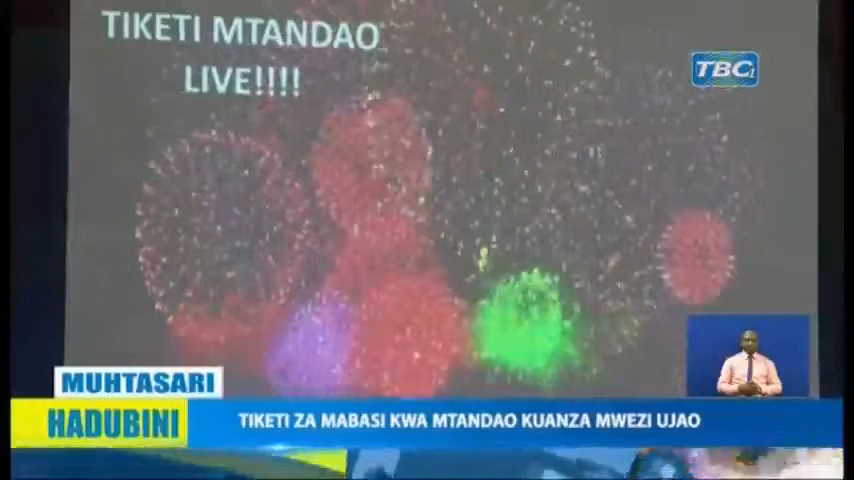 TIKETI MTANDAO
LIVE!!!!
TBC1
MUHTASARI
HADUBINI
TIKETI ZA MABASI KWA MTANDAO KUANZA MWEZI UJAO